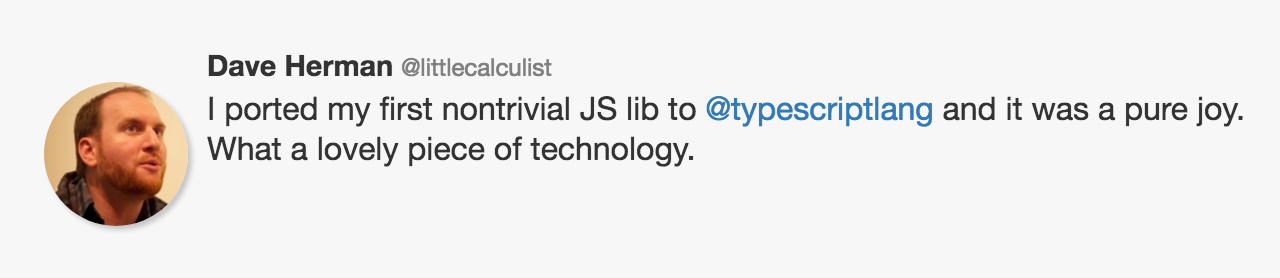 Dave Herman @littlecalculist
I ported my first nontrivial JS lib to @typescriptlang and it was a pure joy.
What a lovely piece of technology.